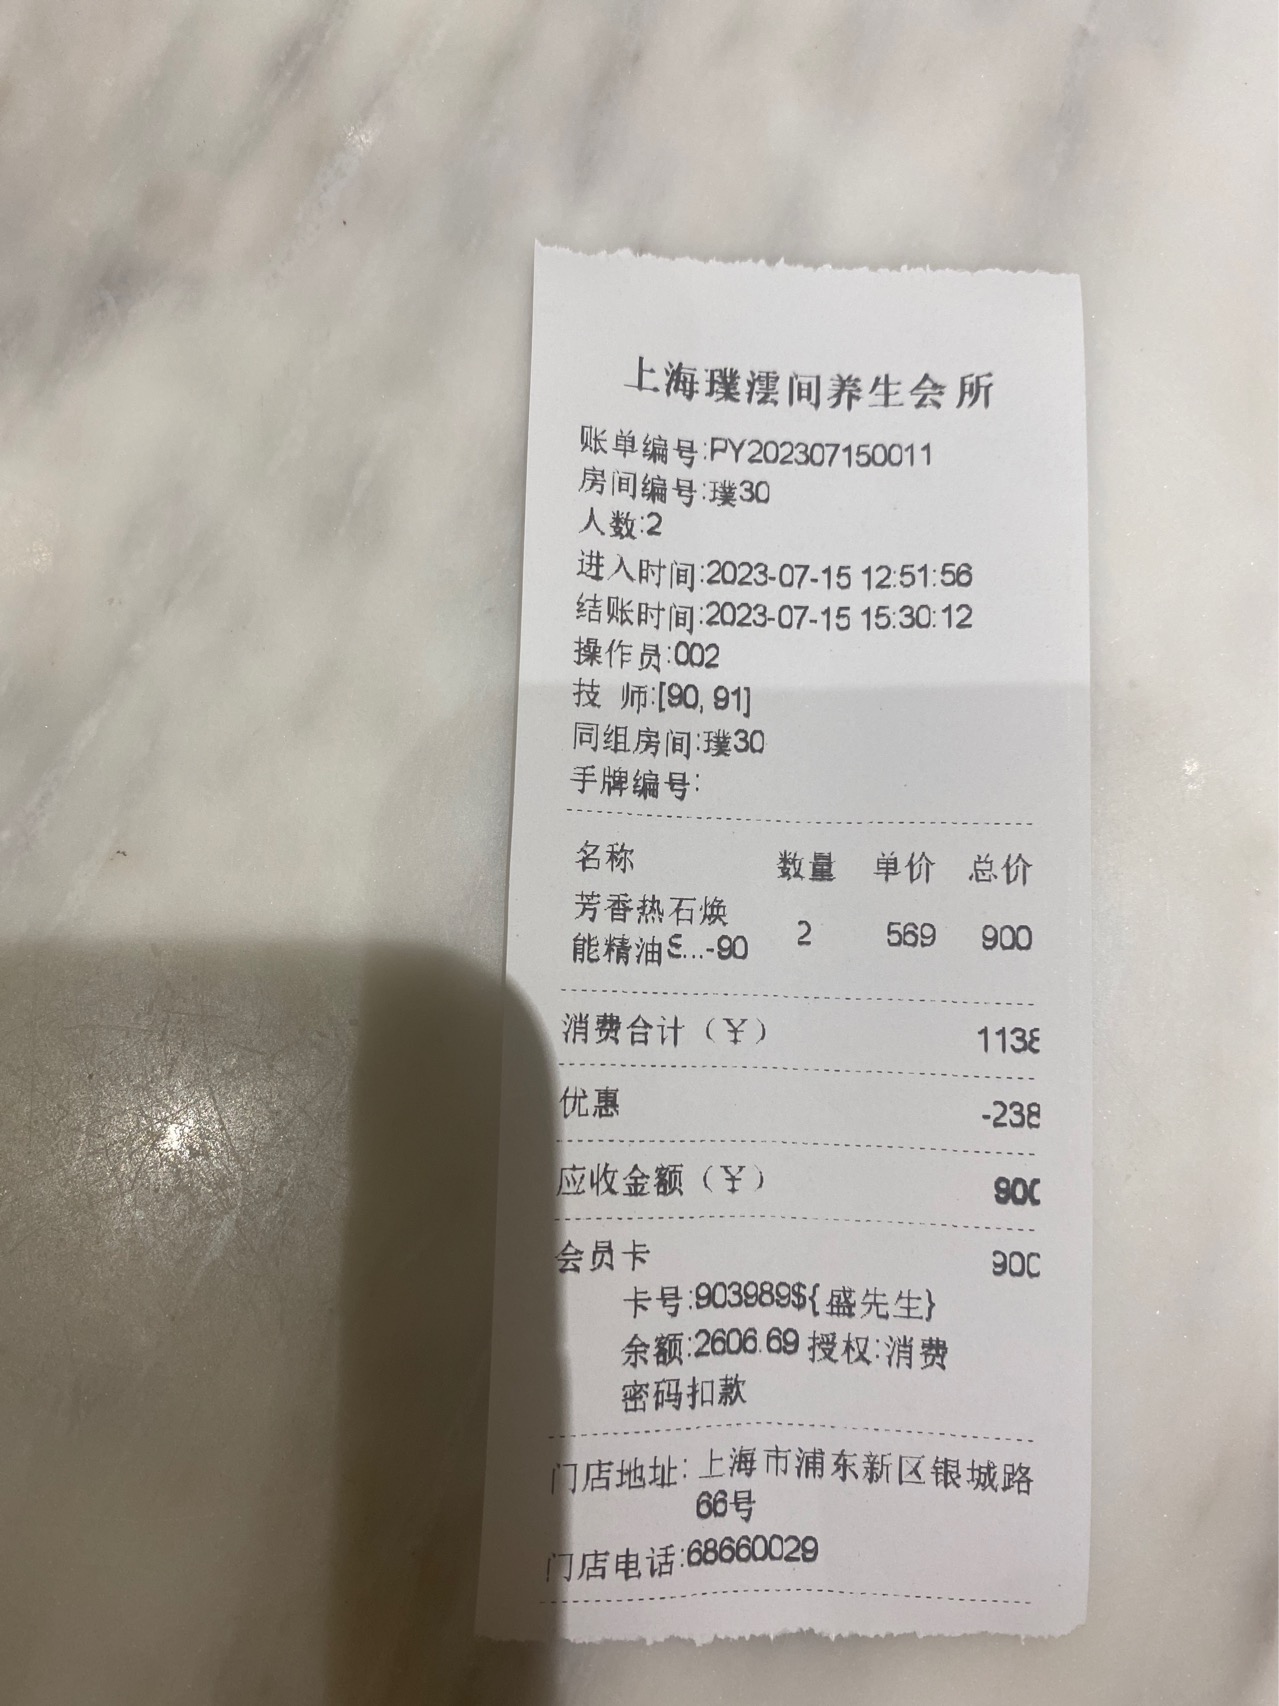 上海璞澐间养生会所
账单编号:PY202307150011
房间编号:璞30
人数:2
进入时间:2023-07-15 12:51:56
结账时间:2023-07-15 15:30:12
操作员:002
技 师:[90, 91]
同组房间:璞30
手牌编号:
名称 数量 单价 总价
芳香热石焕
能精油S...-90 2 569 900
消费合计（￥） 1138
优惠 -238
应收金额（￥） 900
会员卡 900
卡号:903989${盛先生}
余额:2606.69 授权:消费
密码扣款
门店地址: 上海市浦东新区银城路
66号
门店电话:68660029